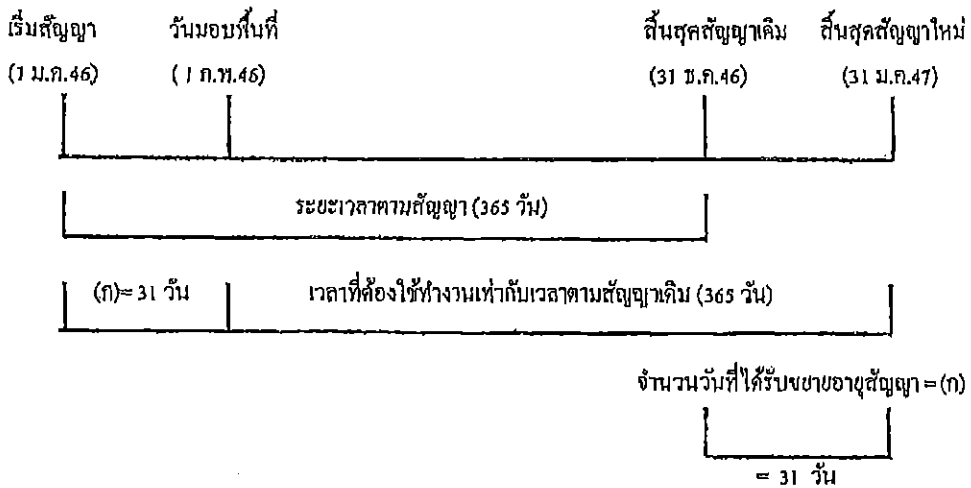 เริ่มสัญญา วันมอบพื้นที่ สิ้นสุดสัญญาเดิม สิ้นสุดสัญญาใหม่
(1 ม.ค.46) (1 ก.พ.46) (31 ธ.ค.46) (31 ม.ค.47)
ระยะเวลาตามสัญญา (365 วัน)
(ก)= 31 วัน เวลาที่ต้องใช้ทำงานเท่ากับเวลาตามสัญญาเดิม (365 วัน)
จำนวนวันที่ได้รับขยายอายุสัญญา = (ก)
= 31 วัน